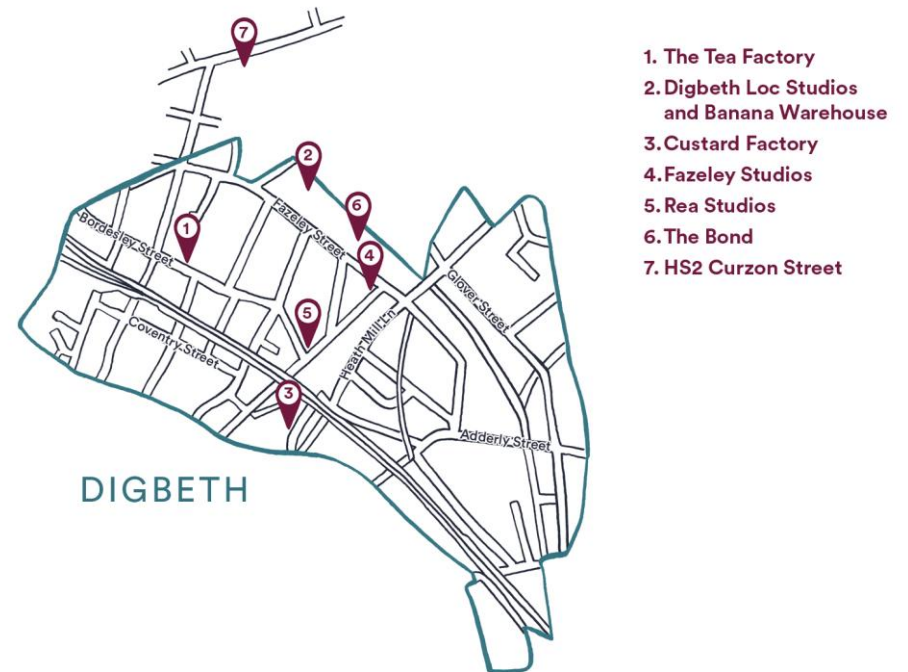 7
1. The Tea Factory
2. Digbeth Loc Studios
and Banana Warehouse
3. Custard Factory
4. Fazeley Studios
5. Rea Studios
6. The Bond
7. HS2 Curzon Street
2
6
1
Bordesley Street
Fazeley Street
4
Glover Street
5
Coventry Street
Heath Mill Ln
3
Adderly Street
DIGBETH